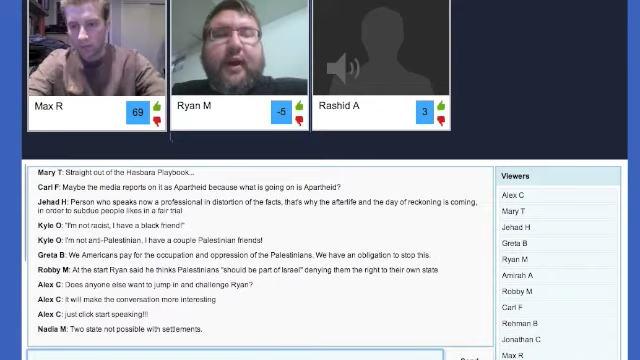 Max R
69
Ryan M
-5
Rashid A
3
Mary T: Straight out of the Hasbara Playbook...
Carl F: Maybe the media reports on it as Apartheid because what is going on is Apartheid?
Jehad H: Person who speaks now a professional in distortion of the facts, that's why the afterlife and the day of reckoning is coming,
in order to subdue people likes in a fair trial
Kyle O: "I'm not racist, I have a black friend!"
Kyle O: I'm not anti-Palestinian, I have a couple Palestinian friends!
Greta B: We Americans pay for the occupation and oppression of the Palestinians. We have an obligation to stop this.
Robby M: At the start Ryan said he thinks Palestinians "should be part of Israel" denying them the right to their own state
Alex C: Does anyone else want to jump in and challenge Ryan?
Alex C: It will make the conversation more interesting
Alex C: just click start speaking!!!
Nadia M: Two state not possible with settlements.
Viewers
Alex C
Mary T
Jehad H
Greta B
Ryan M
Amirah A
Robby M
Carl F
Rehman B
Jonathan C
Max R